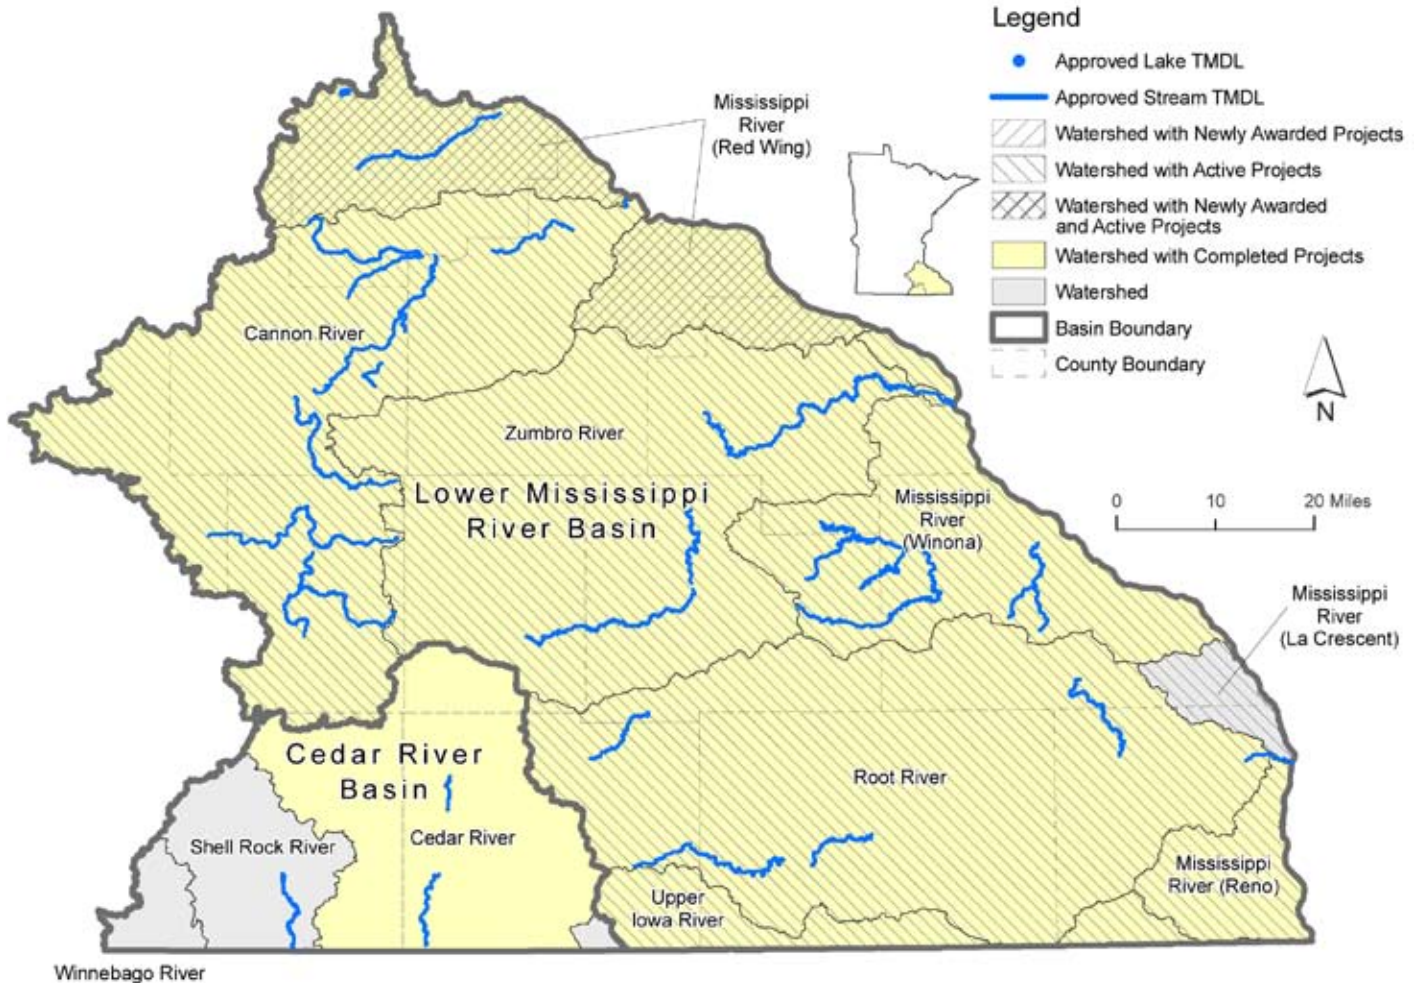 Legend
Approved Lake TMDL
Approved Stream TMDL
Watershed with Newly Awarded Projects
Watershed with Active Projects
Watershed with Newly Awarded
and Active Projects
Watershed with Completed Projects
Watershed
Basin Boundary
County Boundary
N
0 10 20 Miles
Mississippi
River
(Red Wing)
Cannon River
Zumbro River
Lower Mississippi
River Basin
Mississippi
River
(Winona)
Mississippi
River
(La Crescent)
Cedar River
Basin
Root River
Shell Rock River
Cedar River
Mississippi
River (Reno)
Upper
Iowa River
Winnebago River